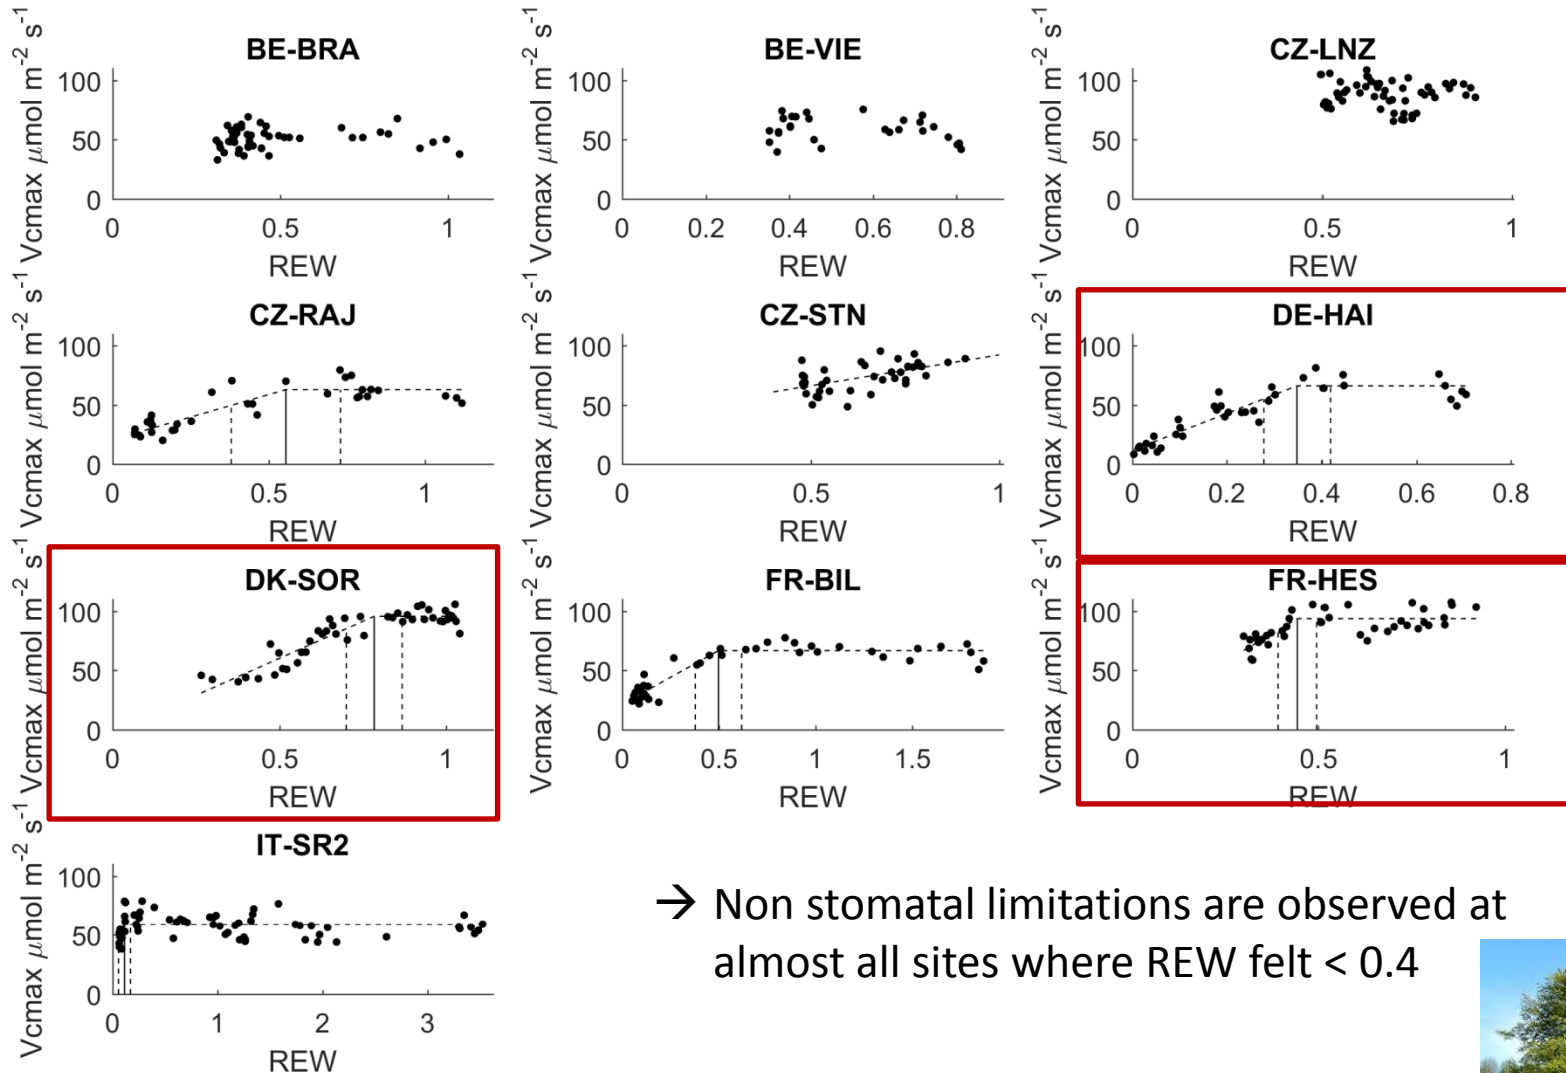 BE-BRA
Vcmax μmol m⁻² s⁻¹
100
50
0
0 0.5 1
REW
BE-VIE
Vcmax μmol m⁻² s⁻¹
100
50
0
0 0.2 0.4 0.6 0.8
REW
CZ-LNZ
Vcmax μmol m⁻² s⁻¹
100
50
0
0 0.5 1
REW
CZ-RAJ
Vcmax μmol m⁻² s⁻¹
100
50
0
0 0.5 1
REW
CZ-STN
Vcmax μmol m⁻² s⁻¹
100
50
0
0 0.5 1
REW
DE-HAI
Vcmax μmol m⁻² s⁻¹
100
50
0
0 0.2 0.4 0.6 0.8
REW
DK-SOR
Vcmax μmol m⁻² s⁻¹
100
50
0
0 0.5 1
REW
FR-BIL
Vcmax μmol m⁻² s⁻¹
100
50
0
0 0.5 1 1.5
REW
FR-HES
Vcmax μmol m⁻² s⁻¹
100
50
0
0 0.5 1
REW
IT-SR2
Vcmax μmol m⁻² s⁻¹
100
50
0
0 1 2 3
REW
→ Non stomatal limitations are observed at
almost all sites where REW felt < 0.4